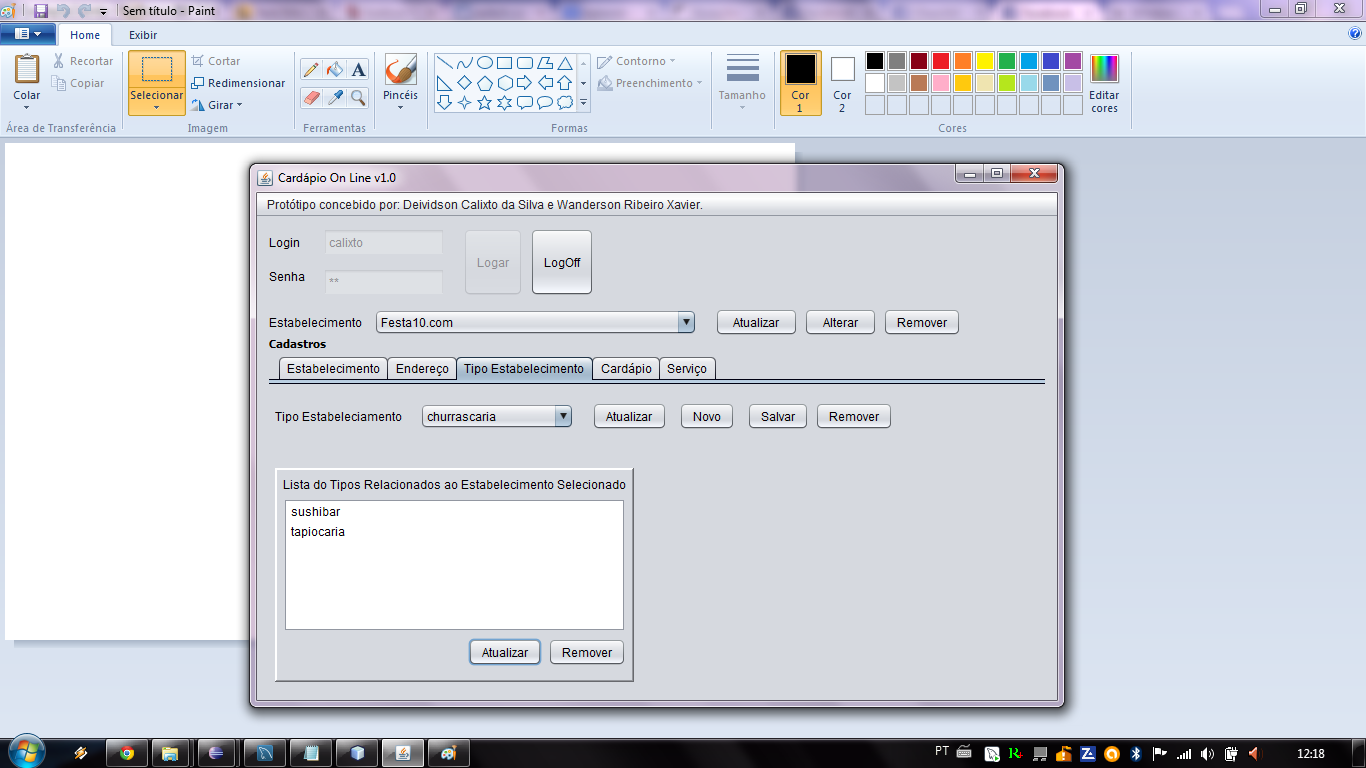 Sem título - Paint
Home Exibir
Colar
Recortar
Copiar
Área de Transferência
Selecionar
Cortar
Redimensionar
Girar
Imagem
A
Ferramentas
Pincéis
Contorno
Preenchimento
Formas
Tamanho
Cor 1
Cor 2
Editar cores
Cores
Cardápio On Line v1.0
Protótipo concebido por: Deividson Calixto da Silva e Wanderson Ribeiro Xavier.
Login calixto
Senha **
Logar LogOff
Estabelecimento Festa10.com Atualizar Alterar Remover
Cadastros
Estabelecimento Endereço Tipo Estabelecimento Cardápio Serviço
Tipo Estabeleciamento churrascaria Atualizar Novo Salvar Remover
Lista do Tipos Relacionados ao Estabelecimento Selecionado
sushibar
tapiocaria
Atualizar Remover
PT 12:18